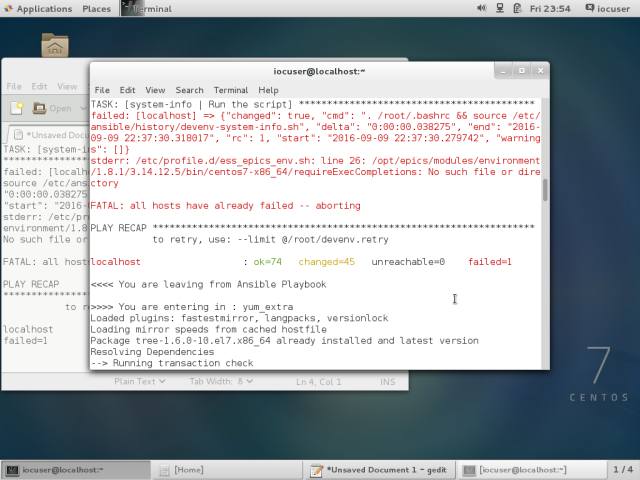 Applications Places Terminal Fri 23:54 iocuser
iocuser@localhost:~
File Edit View Search Terminal Help
TASK: [system-info | Run the script] ****************************************
failed: [localhost] => {"changed": true, "cmd": ". /root/.bashrc && source /etc/
ansible/history/devenv-system-info.sh", "delta": "0:00:00.038275", "end": "2016-
09-09 22:37:30.318017", "rc": 1, "start": "2016-09-09 22:37:30.279742", "warning
s": []}
stderr: /etc/profile.d/ess_epics_env.sh: line 26: /opt/epics/modules/environment
/1.8.1/3.14.12.5/bin/centos7-x86_64/requireExecCompletions: No such file or dire
ctory
FATAL: all hosts have already failed -- aborting
PLAY RECAP ********************************************************************
to retry, use: --limit @/root/devenv.retry
localhost : ok=74 changed=45 unreachable=0 failed=1
<<<< You are leaving from Ansible Playbook
>>>> You are entering in : yum_extra
Loaded plugins: fastestmirror, langpacks, versionlock
Loading mirror speeds from cached hostfile
Package tree-1.6.0-10.el7.x86_64 already installed and latest version
Resolving Dependencies
--> Running transaction check
File Edit View
Open
*Unsaved Docu
TASK: [system-in
****************
failed: [localho
source /etc/ans
"0:00:00.038275"
"start": "2016-
stderr: /etc/pr
environment/1.8
No such file or
FATAL: all host
PLAY RECAP
****************
to r
localhost
failed=1
Plain Text Tab Width: 8 Ln 4, Col 1 INS
7
CENTOS
iocuser@localhost:~ [Home] *Unsaved Document 1 - gedit [iocuser@localhost:~] 1 / 4